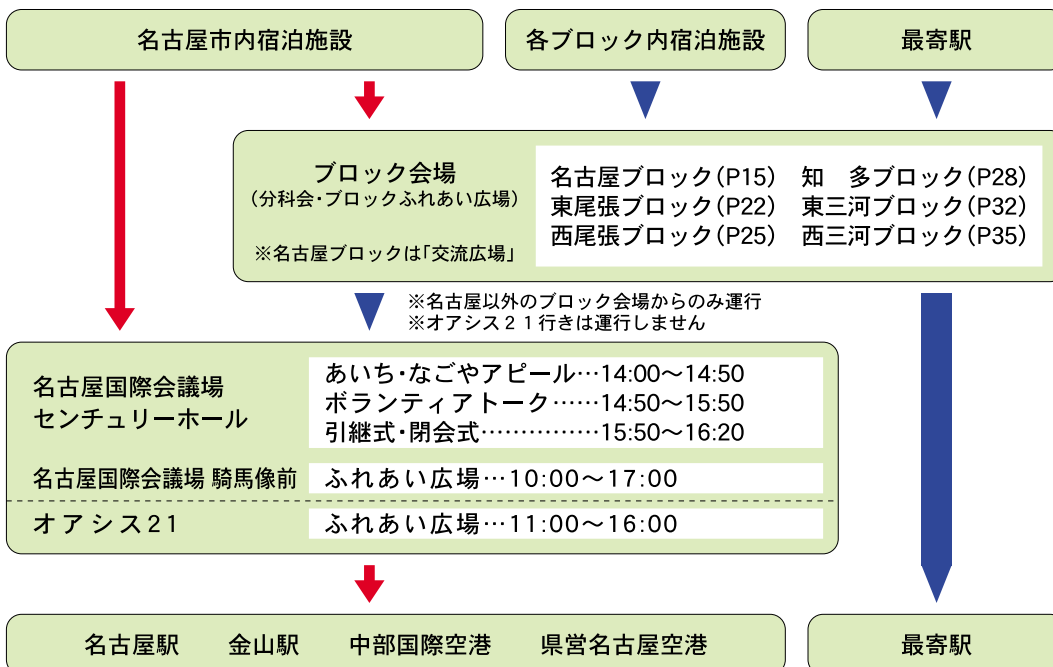 名古屋市内宿泊施設
各ブロック内宿泊施設
最寄駅
ブロック会場
(分科会・ブロックふれあい広場)
※名古屋ブロックは「交流広場」
名古屋ブロック(P15) 知　多ブロック(P28)
東尾張ブロック(P22) 東三河ブロック(P32)
西尾張ブロック(P25) 西三河ブロック(P35)
※名古屋以外のブロック会場からのみ運行
※オアシス21行きは運行しません
名古屋国際会議場
センチュリーホール
あいち・なごやアピール…14:00〜14:50
ボランティアトーク……14:50〜15:50
引継式・閉会式……………15:50〜16:20
名古屋国際会議場 騎馬像前 ふれあい広場…10:00〜17:00
オアシス21 ふれあい広場…11:00〜16:00
名古屋駅 金山駅 中部国際空港 県営名古屋空港
最寄駅